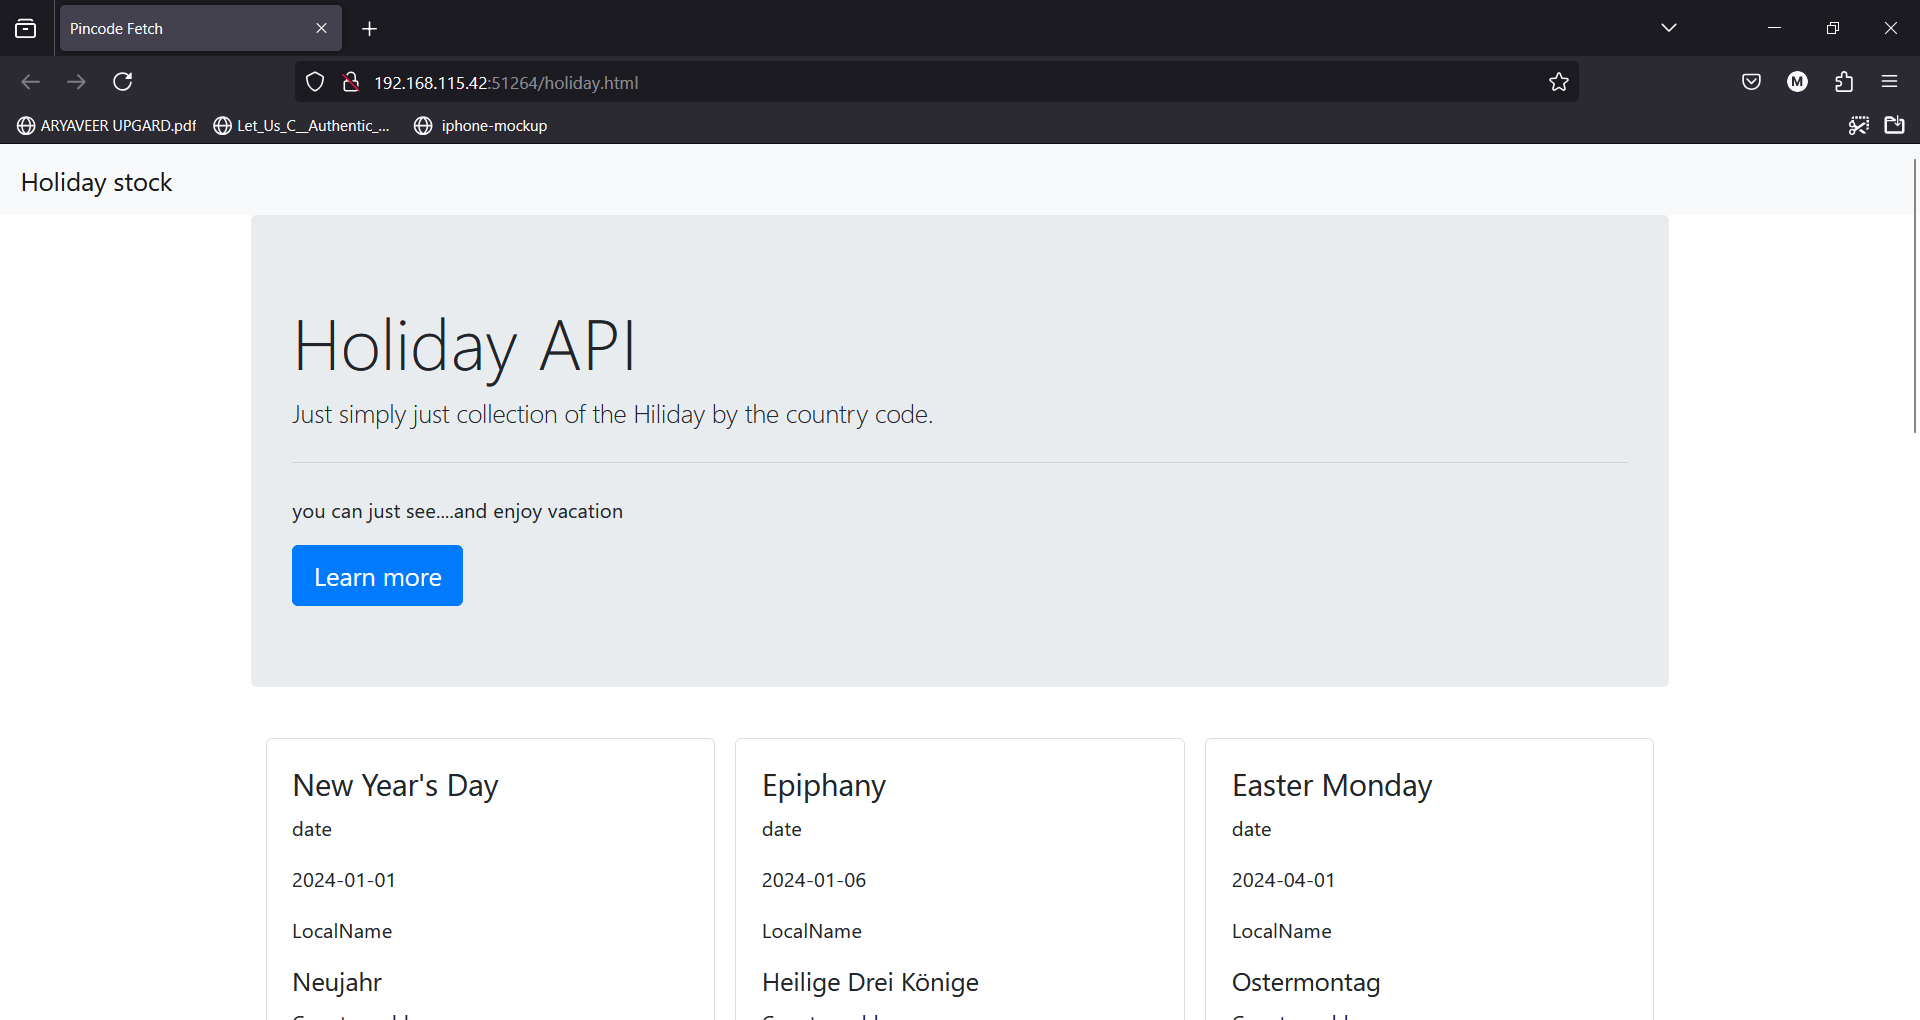 Pincode Fetch
192.168.115.42:51264/holiday.html
M
ARYAVEER UPGARD.pdf Let_Us_C__Authentic_... iphone-mockup
Holiday stock
Holiday API
Just simply just collection of the Hiliday by the country code.
you can just see....and enjoy vacation
Learn more
New Year's Day
date
2024-01-01
LocalName
Neujahr
Epiphany
date
2024-01-06
LocalName
Heilige Drei Könige
Easter Monday
date
2024-04-01
LocalName
Ostermontag